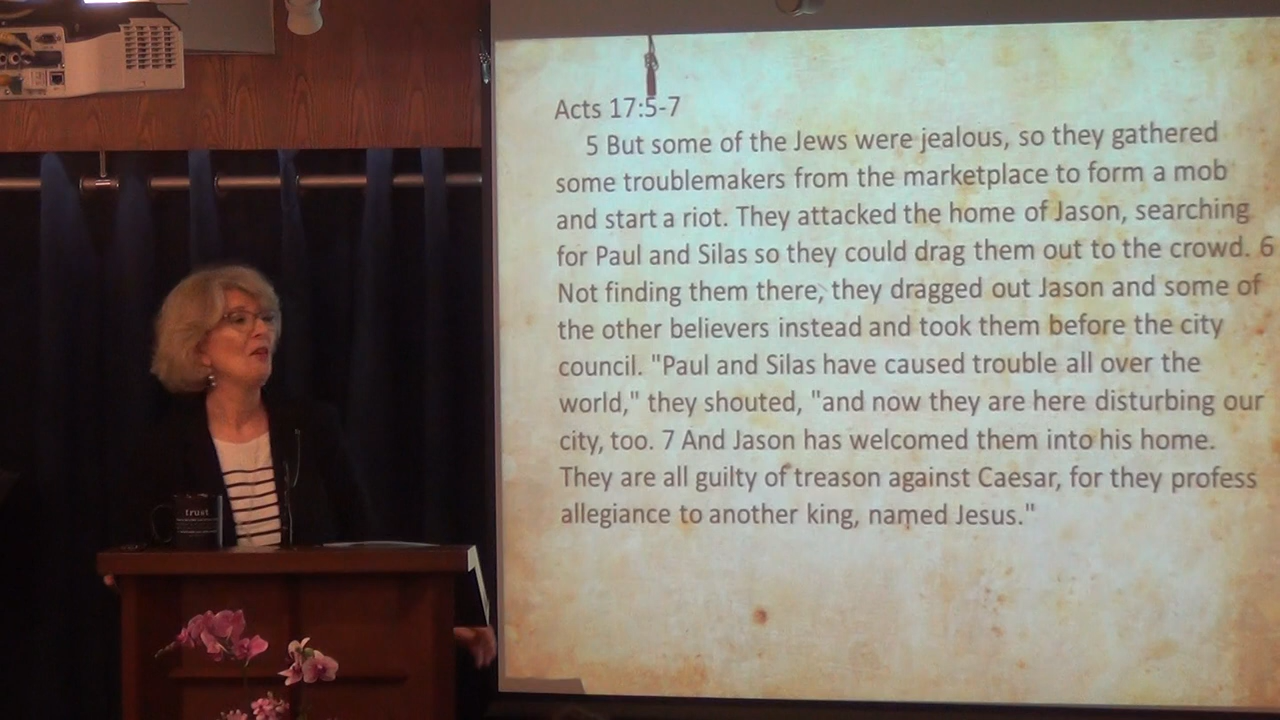 Acts 17:5-7
5 But some of the Jews were jealous, so they gathered
some troublemakers from the marketplace to form a mob
and start a riot. They attacked the home of Jason, searching
for Paul and Silas so they could drag them out to the crowd. 6
Not finding them there, they dragged out Jason and some of
the other believers instead and took them before the city
council. "Paul and Silas have caused trouble all over the
world," they shouted, "and now they are here disturbing our
city, too. 7 And Jason has welcomed them into his home.
They are all guilty of treason against Caesar, for they profess
allegiance to another king, named Jesus."
trust